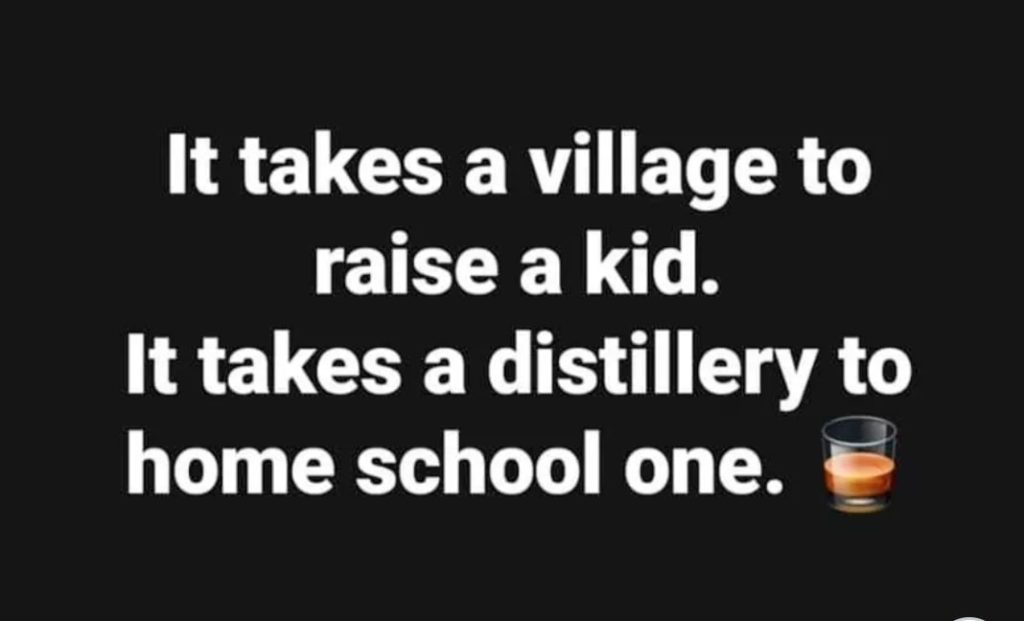 It takes a village to
raise a kid.
It takes a distillery to
home school one. 🥃